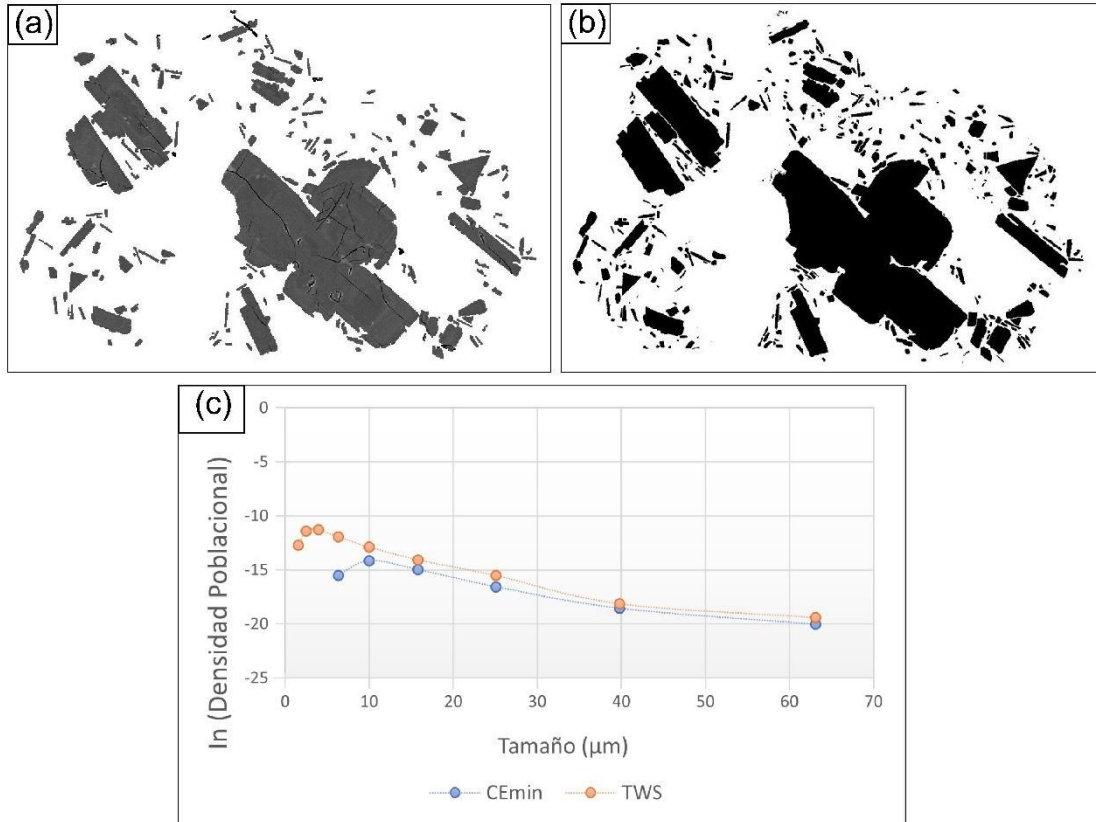 (a)
(b)
(c)
ln (Densidad Poblacional)
0
-5
-10
-15
-20
-25
0 10 20 30 40 50 60 70
Tamaño (µm)
CEmin TWS